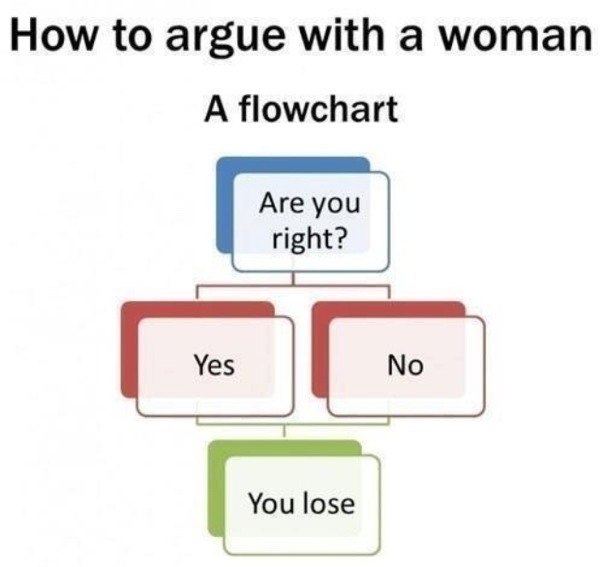 How to argue with a woman
A flowchart
Are you
right?
Yes
No
You lose